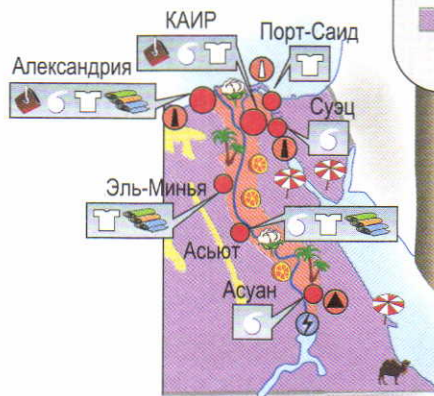 КАИР
Порт-Саид
Александрия
Суэц
Эль-Минья
Асьют
Асуан